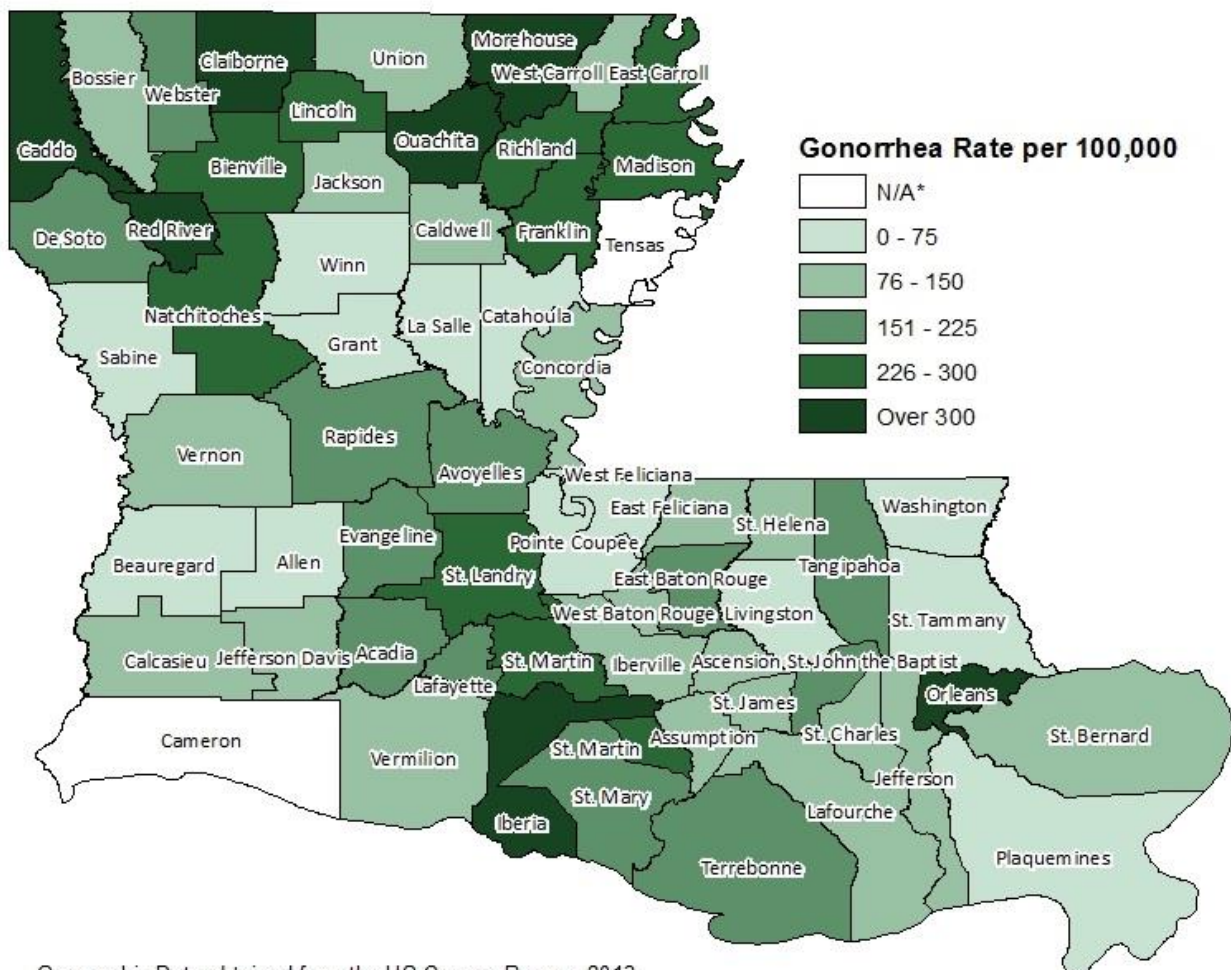 Claiborne
Union
Morehouse
Bossier
Webster
West Carroll
East Carroll
Lincoln
Ouachita
Caddo
Bienville
Richland
Madison
Jackson
De Soto
Red River
Caldwell
Franklin
Tensas
Winn
Natchitoches
La Salle
Catahoula
Sabine
Grant
Concordia
Vernon
Rapides
Avoyelles
West Feliciana
East Feliciana
St. Helena
Washington
Evangeline
Pointe Coupee
Beauregard
Allen
St. Landry
East Baton Rouge
Tangipahoa
West Baton Rouge
Livingston
St. Tammany
Calcasieu
Jefferson Davis
Acadia
St. Martin
Iberville
Ascension
St. John the Baptist
Lafayette
St. James
Orleans
Cameron
Vermilion
St. Martin
Assumption
St. Charles
St. Bernard
Jefferson
St. Mary
Lafourche
Iberia
Terrebonne
Plaquemines
Gonorrhea Rate per 100,000
N/A*
0 - 75
76 - 150
151 - 225
226 - 300
Over 300